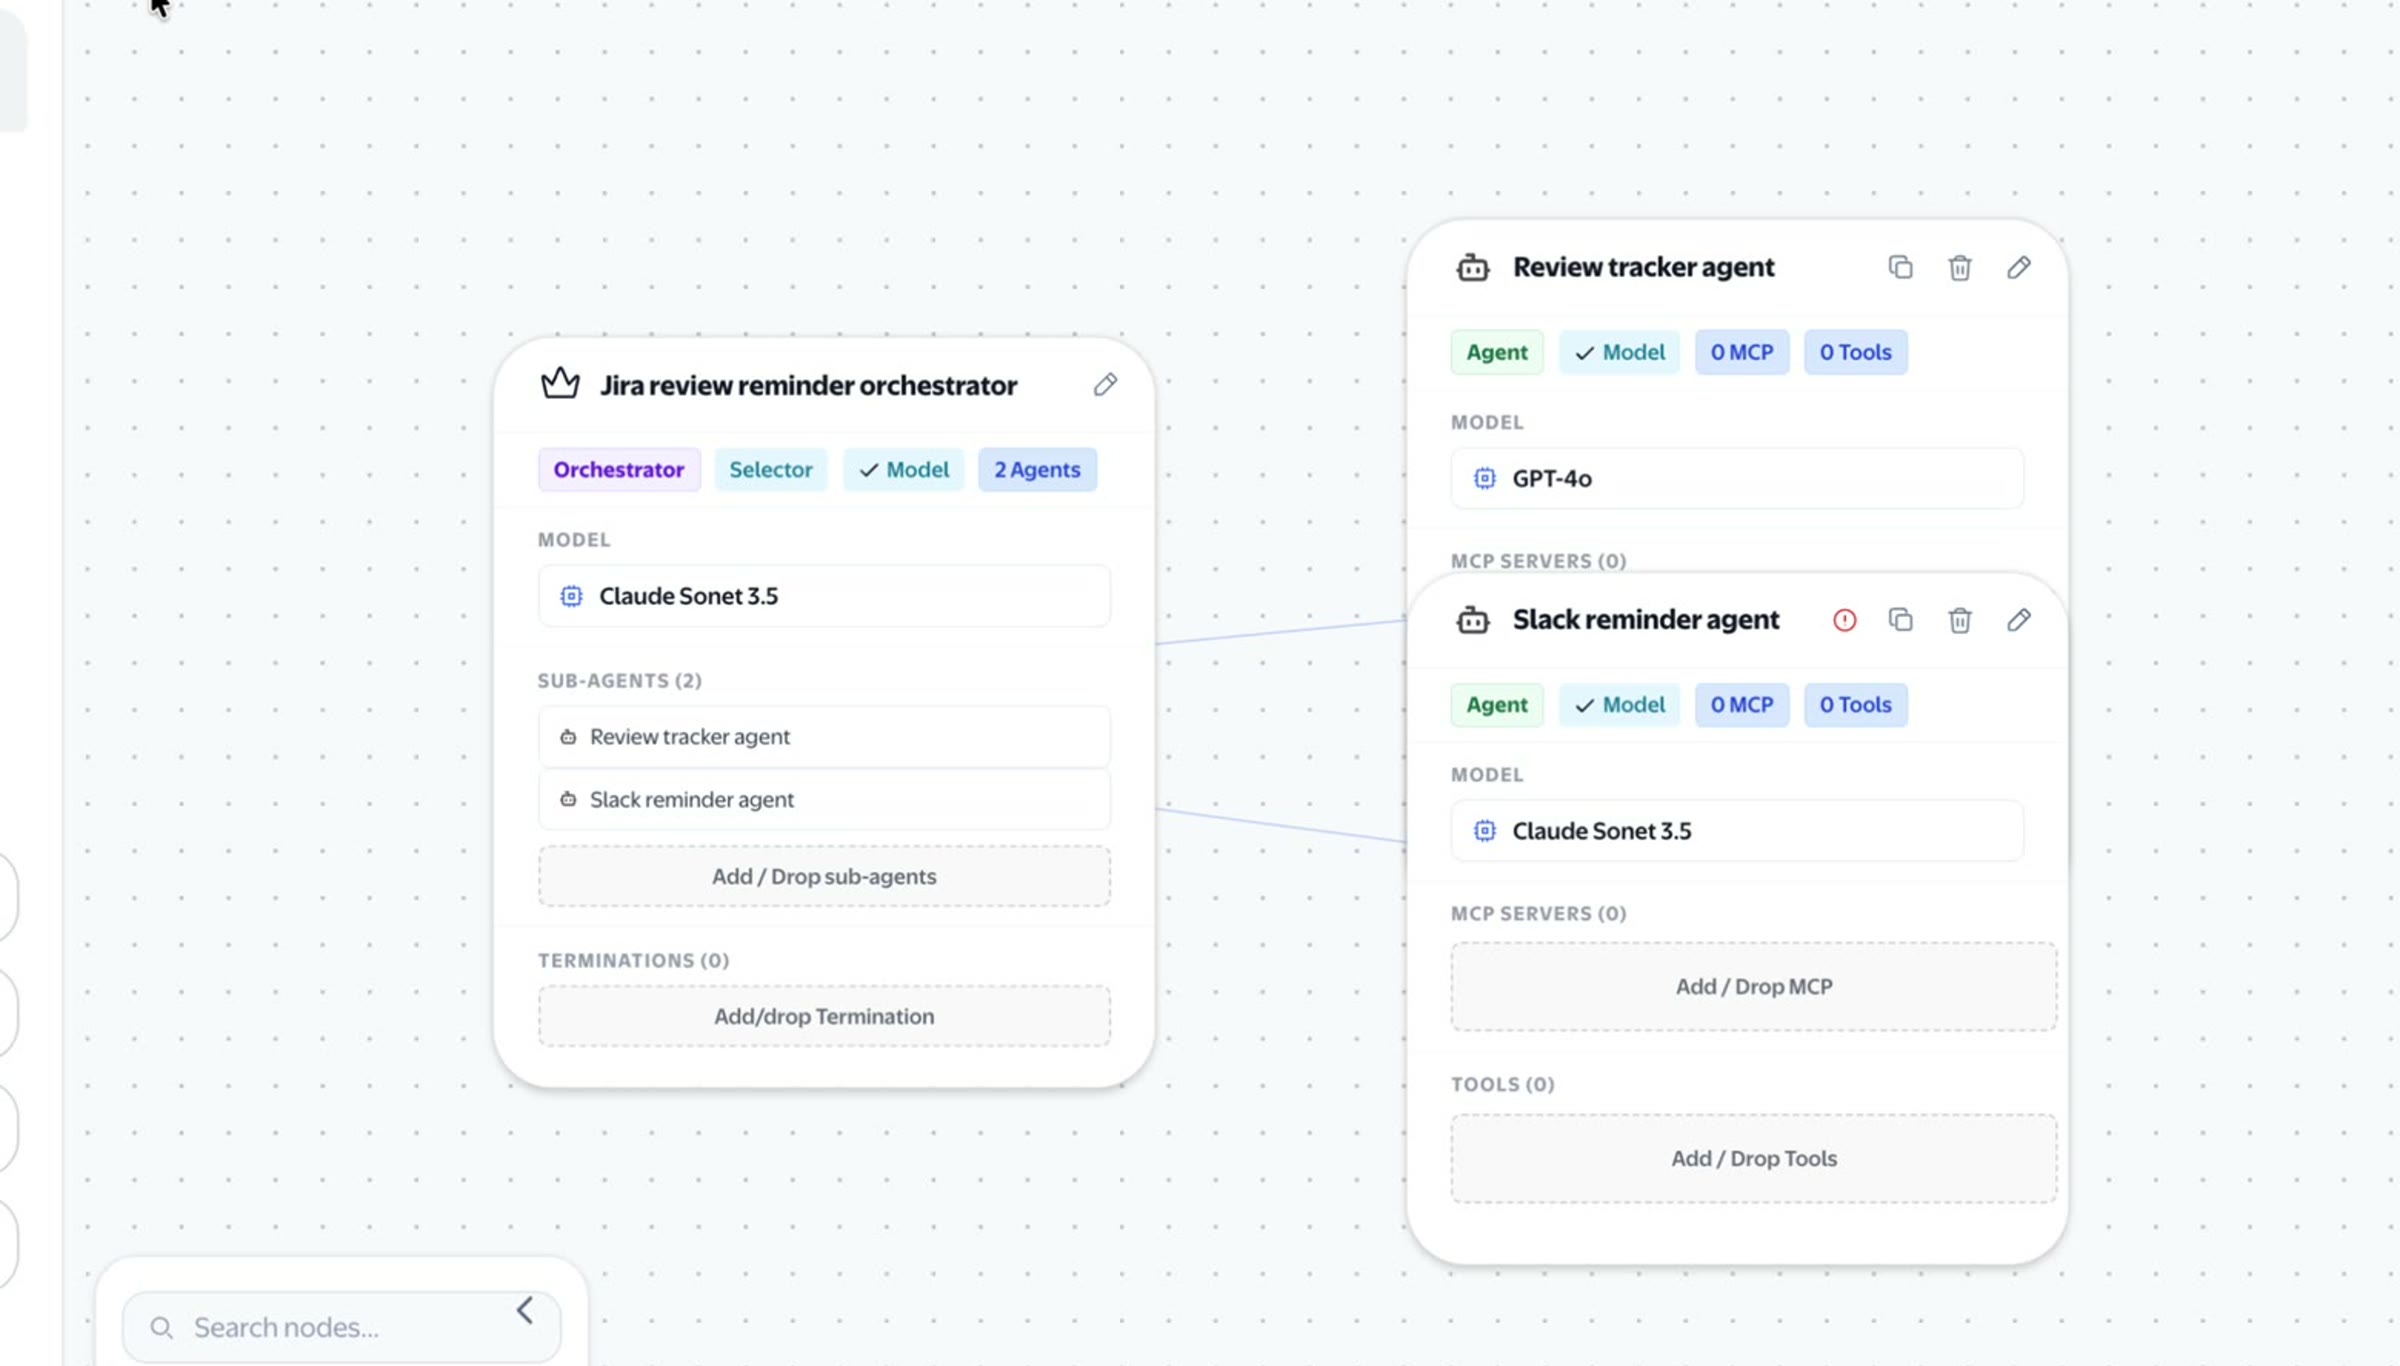 Jira review reminder orchestrator
Orchestrator Selector Model 2 Agents
MODEL
Claude Sonet 3.5
SUB-AGENTS (2)
Review tracker agent
Slack reminder agent
Add / Drop sub-agents
TERMINATIONS (0)
Add/drop Termination
Review tracker agent
Agent Model 0 MCP 0 Tools
MODEL
GPT-4o
MCP SERVERS (0)
Slack reminder agent
Agent Model 0 MCP 0 Tools
MODEL
Claude Sonet 3.5
MCP SERVERS (0)
Add / Drop MCP
TOOLS (0)
Add / Drop Tools
Search nodes...